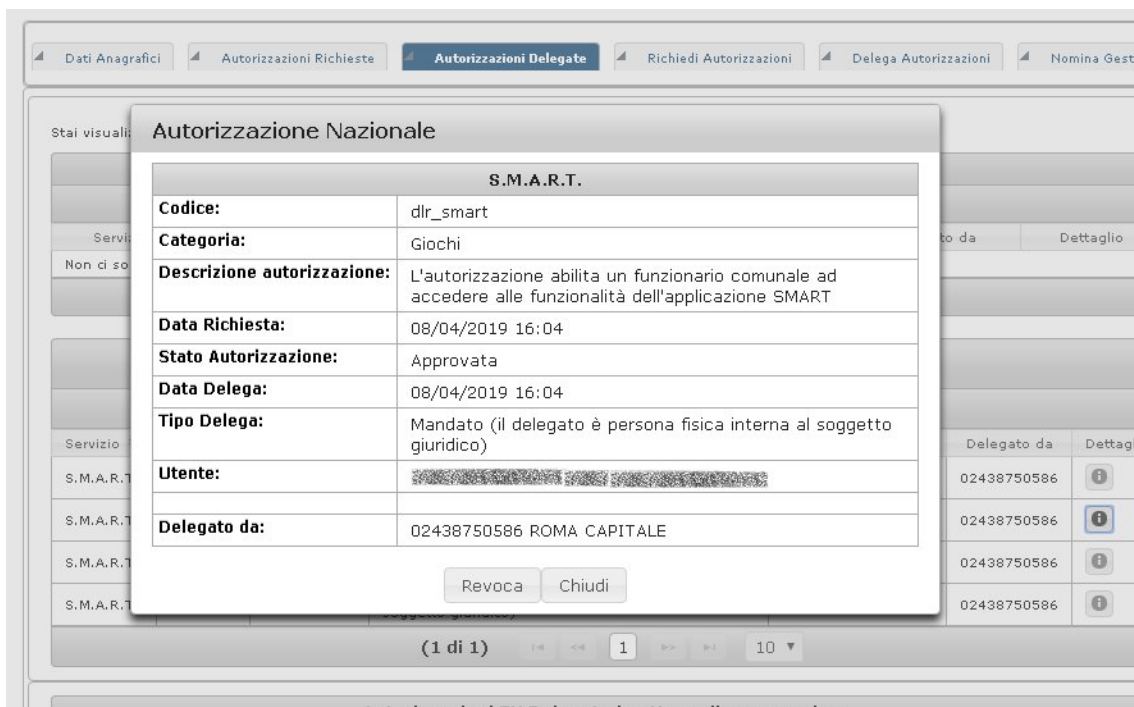 Dati Anagrafici
Autorizzazioni Richieste
Autorizzazioni Delegate
Richiedi Autorizzazioni
Delega Autorizzazioni
Nomina Gest
Stai
Autorizzazione Nazionale
S.M.A.R.T.
Codice: dlr_smart
Categoria: Giochi
Descrizione autorizzazione: L'autorizzazione abilita un funzionario comunale ad
accedere alle funzionalità dell'applicazione SMART
Data Richiesta: 08/04/2019 16:04
Stato Autorizzazione: Approvata
Data Delega: 08/04/2019 16:04
Tipo Delega: Mandato (il delegato è persona fisica interna al soggetto
giuridico)
Utente:
Delegato da: 02438750586 ROMA CAPITALE
Revoca Chiudi
to da Dettaglio
Non ci so
Servizio Delegato da Dettag
S.M.A.R.T 02438750586
S.M.A.R.T 02438750586
S.M.A.R.T 02438750586
S.M.A.R.T 02438750586
(1 di 1) 1 10